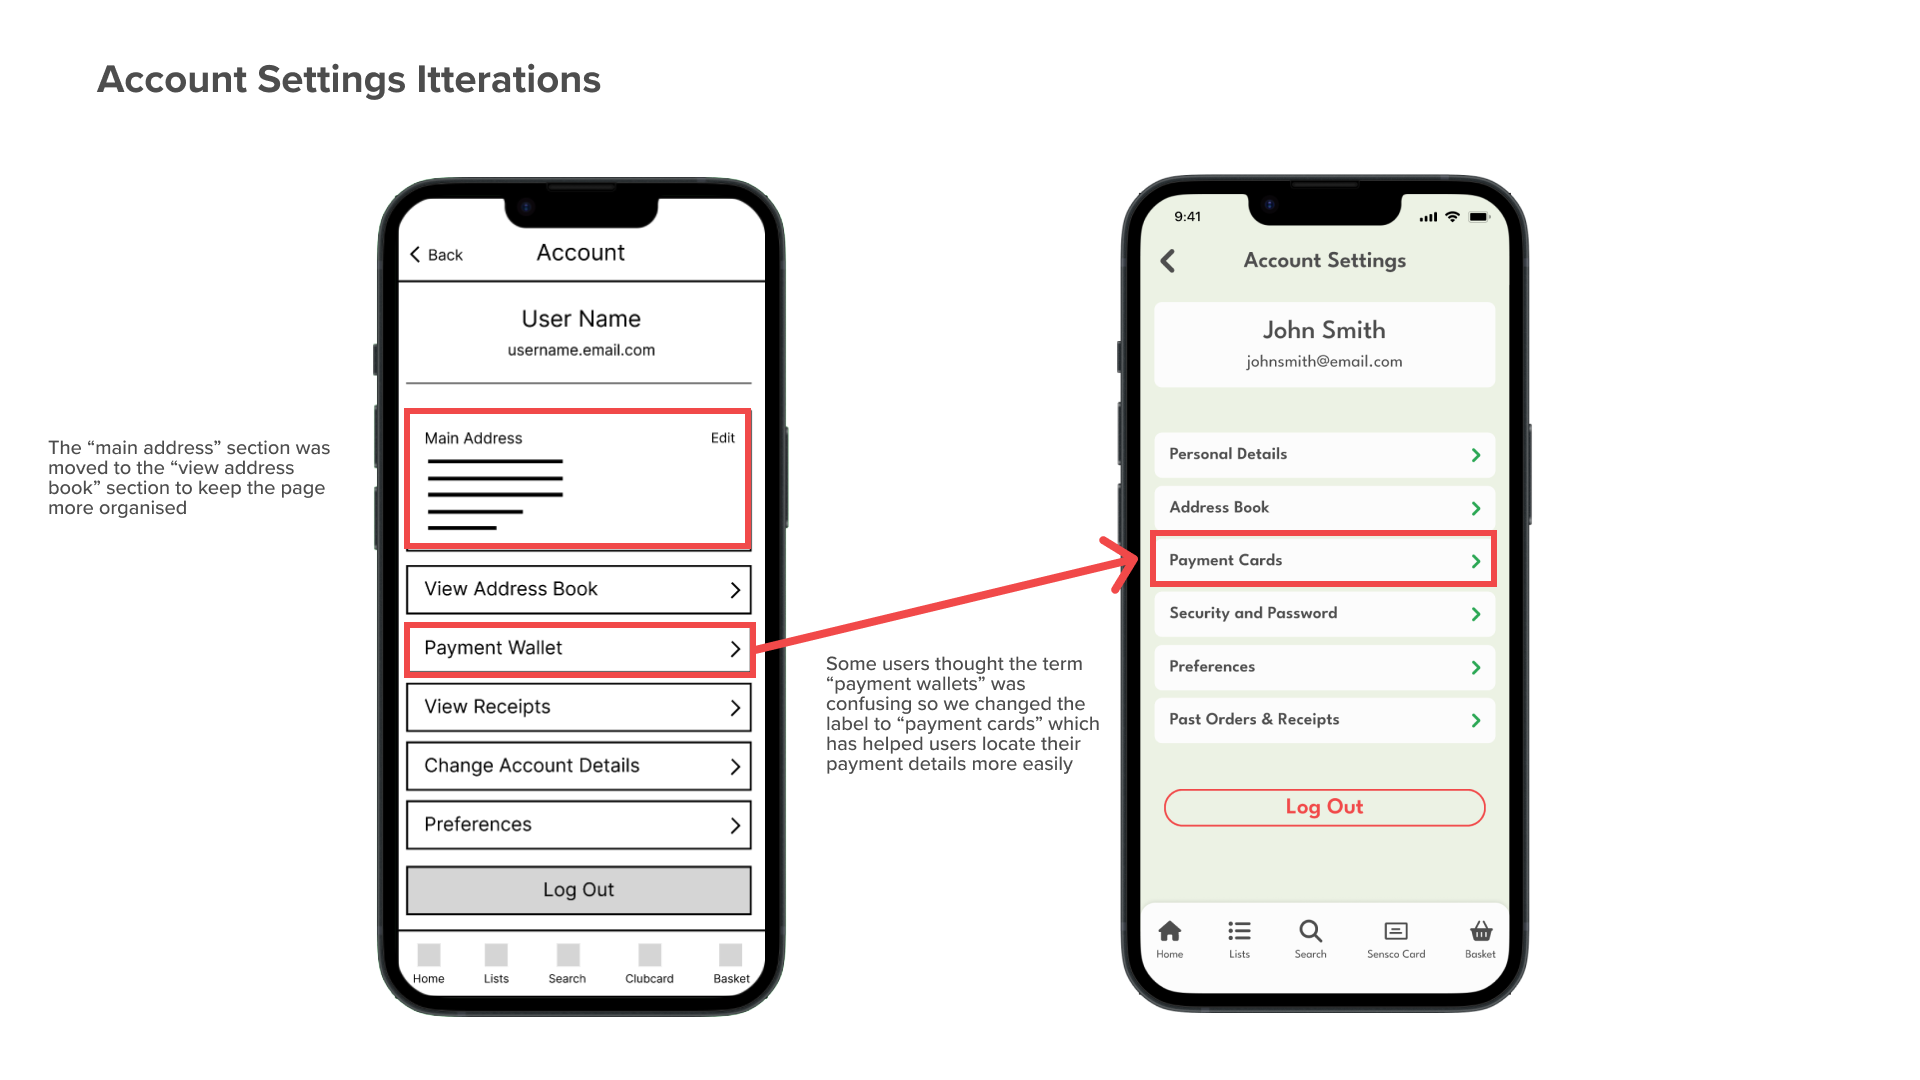 Account Settings Itterations
The “main address” section was
moved to the “view address
book” section to keep the page
more organised
Back
Account
User Name
username.email.com
Main Address
Edit
View Address Book
Payment Wallet
View Receipts
Change Account Details
Preferences
Log Out
Home
Lists
Search
Clubcard
Basket
Some users thought the term
“payment wallets” was
confusing so we changed the
label to “payment cards” which
has helped users locate their
payment details more easily
9:41
Account Settings
John Smith
johnsmith@email.com
Personal Details
Address Book
Payment Cards
Security and Password
Preferences
Past Orders & Receipts
Log Out
Home
Lists
Search
Sensco Card
Basket